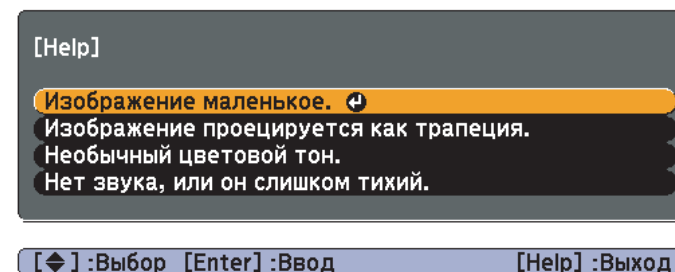 [Help]
Изображение маленькое.
Изображение проецируется как трапеция.
Необычный цветовой тон.
Нет звука, или он слишком тихий.
[◆] :Выбор [Enter] :Ввод [Help] :Выход